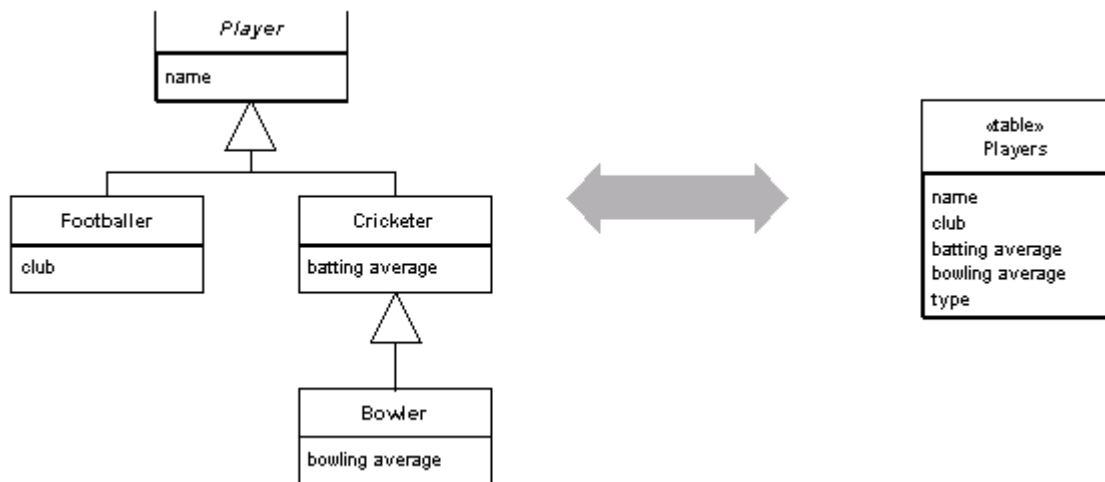 Player
name
Footballer
club
Cricketer
batting average
Bowler
bowling average
«table»
Players
name
club
batting average
bowling average
type